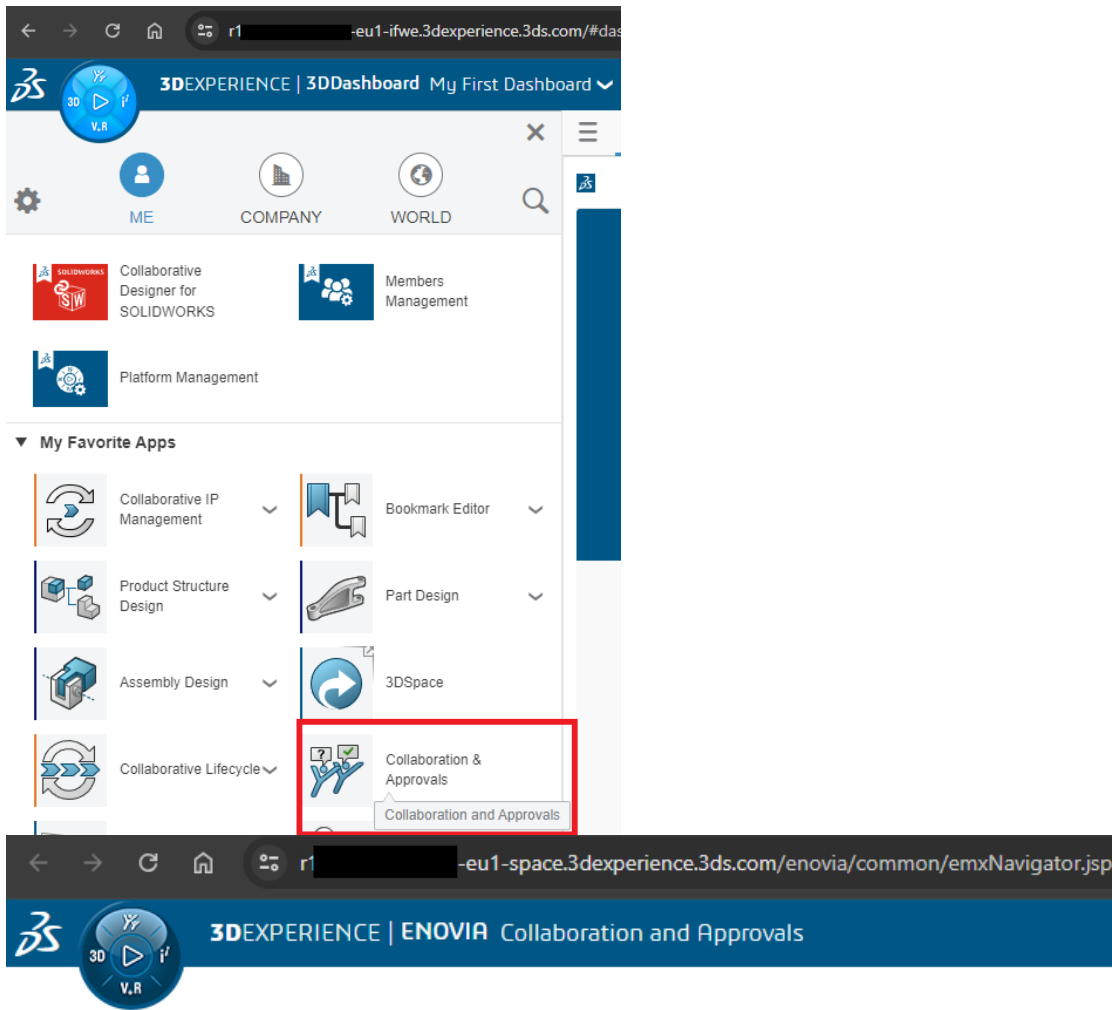 r1
-eu1-ifwe.3dexperience.3ds.com/#das
3DEXPERIENCE | 3DDashboard My First Dashboard
3D
V.R
ME
COMPANY
WORLD
SOLIDWORKS
SW
Collaborative
Designer for
SOLIDWORKS
Members
Management
Platform Management
My Favorite Apps
Collaborative IP
Management
Bookmark Editor
Product Structure
Design
Part Design
Assembly Design
3DSpace
Collaborative Lifecycle
?
Collaboration &
Approvals
Collaboration and Approvals
r1
-eu1-space.3dexperience.3ds.com/enovia/common/emxNavigator.jsp
3DEXPERIENCE | ENOVIA Collaboration and Approvals
3D
V.R